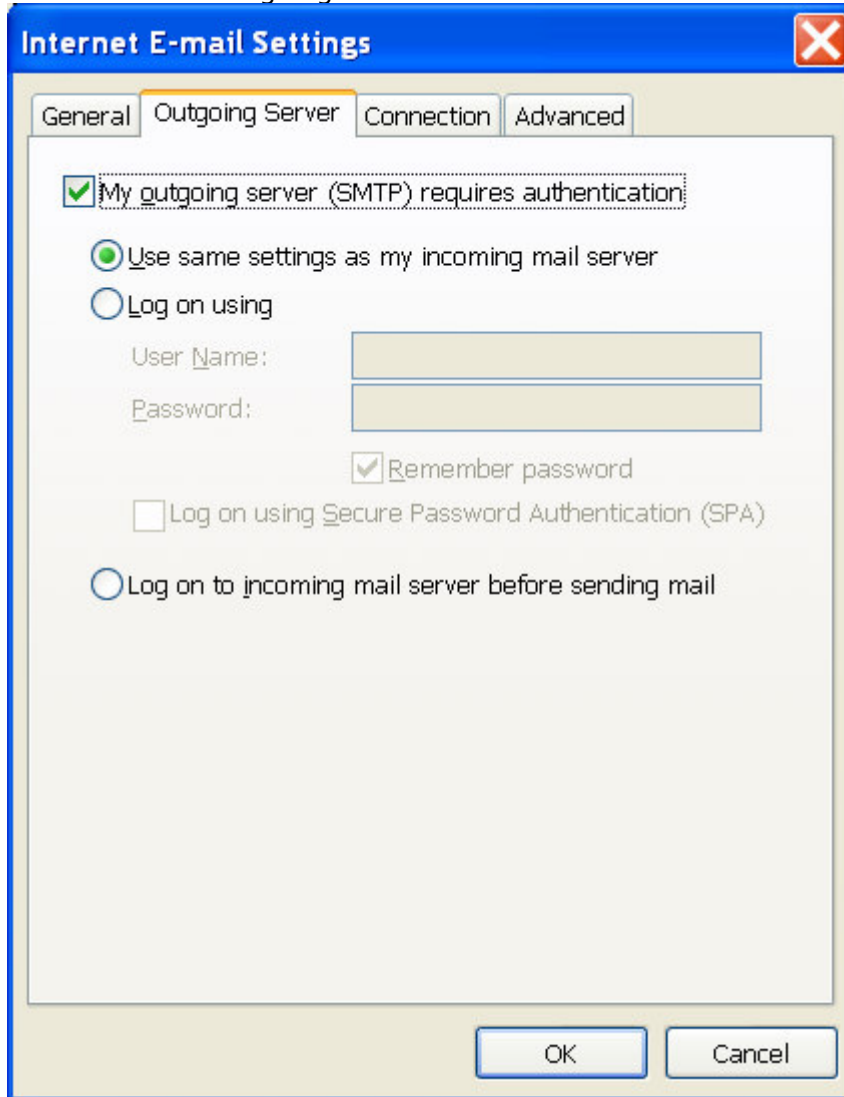 Internet E-mail Settings
General Outgoing Server Connection Advanced
My outgoing server (SMTP) requires authentication
Use same settings as my incoming mail server
Log on using
User Name:
Password:
Remember password
Log on using Secure Password Authentication (SPA)
Log on to incoming mail server before sending mail
OK Cancel